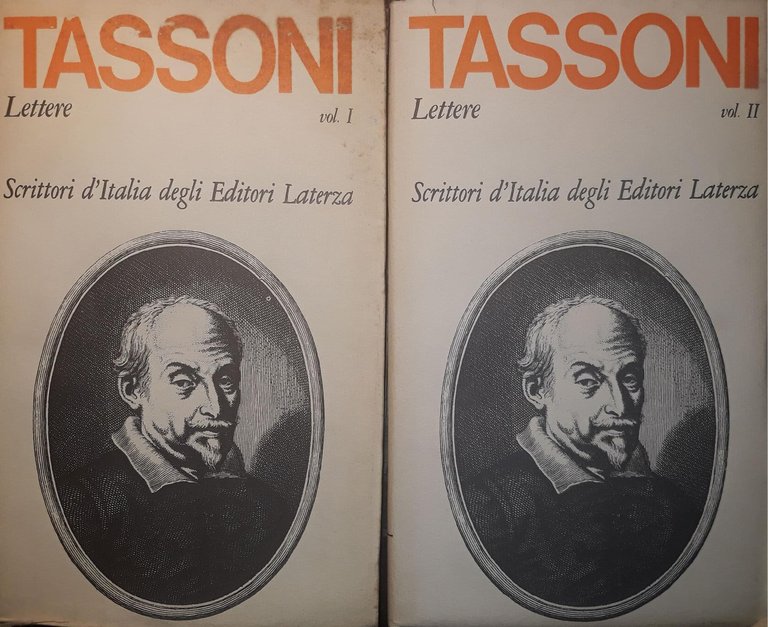 TASSONI
Lettere
vol. I
Scrittori d'Italia degli Editori Laterza
TASSONI
Lettere
vol. II
Scrittori d'Italia degli Editori Laterza